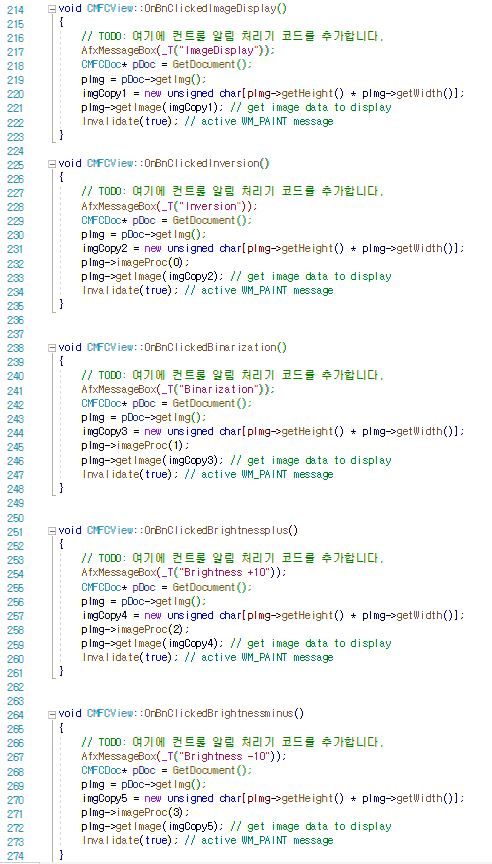 214 void CMFCView::OnBnClickedImageDisplay()
215 {
216 // TODO: 여기에 컨트롤 알림 처리기 코드를 추가합니다.
217 AfxMessageBox(_T("ImageDisplay"));
218 CMFCDoc* pDoc = GetDocument();
219 pImg = pDoc->getImg();
220 imgCopy1 = new unsigned char[pImg->getHeight() * pImg->getWidth()];
221 pImg->getImage(imgCopy1); // get image data to display
222 Invalidate(true); // active WM_PAINT message
223 }
224
225 void CMFCView::OnBnClickedInversion()
226 {
227 // TODO: 여기에 컨트롤 알림 처리기 코드를 추가합니다.
228 AfxMessageBox(_T("Inversion"));
229 CMFCDoc* pDoc = GetDocument();
230 pImg = pDoc->getImg();
231 imgCopy2 = new unsigned char[pImg->getHeight() * pImg->getWidth()];
232 pImg->imageProc(0);
233 pImg->getImage(imgCopy2); // get image data to display
234 Invalidate(true); // active WM_PAINT message
235 }
236
237
238 void CMFCView::OnBnClickedBinarization()
239 {
240 // TODO: 여기에 컨트롤 알림 처리기 코드를 추가합니다.
241 AfxMessageBox(_T("Binarization"));
242 CMFCDoc* pDoc = GetDocument();
243 pImg = pDoc->getImg();
244 imgCopy3 = new unsigned char[pImg->getHeight() * pImg->getWidth()];
245 pImg->imageProc(1);
246 pImg->getImage(imgCopy3); // get image data to display
247 Invalidate(true); // active WM_PAINT message
248 }
249
250
251 void CMFCView::OnBnClickedBrightnessplus()
252 {
253 // TODO: 여기에 컨트롤 알림 처리기 코드를 추가합니다.
254 AfxMessageBox(_T("Brightness +10"));
255 CMFCDoc* pDoc = GetDocument();
256 pImg = pDoc->getImg();
257 imgCopy4 = new unsigned char[pImg->getHeight() * pImg->getWidth()];
258 pImg->imageProc(2);
259 pImg->getImage(imgCopy4); // get image data to display
260 Invalidate(true); // active WM_PAINT message
261 }
262
263
264 void CMFCView::OnBnClickedBrightnessminus()
265 {
266 // TODO: 여기에 컨트롤 알림 처리기 코드를 추가합니다.
267 AfxMessageBox(_T("Brightness -10"));
268 CMFCDoc* pDoc = GetDocument();
269 pImg = pDoc->getImg();
270 imgCopy5 = new unsigned char[pImg->getHeight() * pImg->getWidth()];
271 pImg->imageProc(3);
272 pImg->getImage(imgCopy5); // get image data to display
273 Invalidate(true); // active WM_PAINT message
274 }